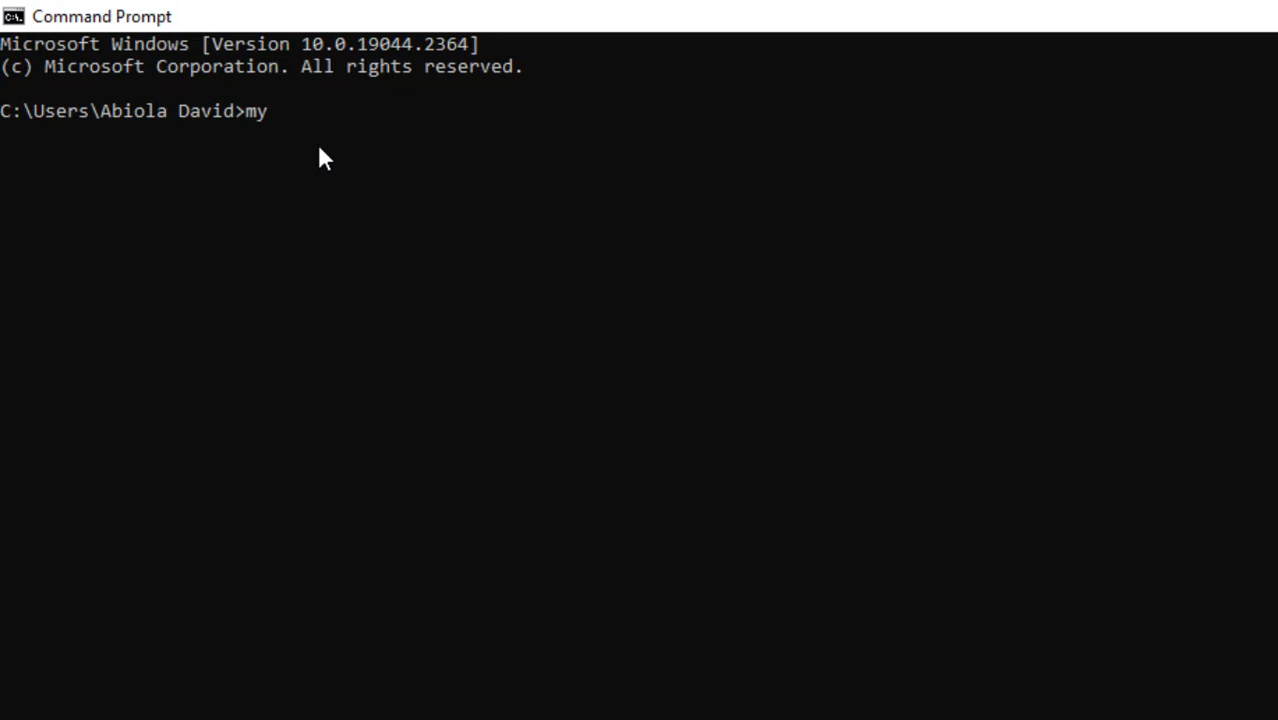 Command Prompt
Microsoft Windows [Version 10.0.19044.2364]
(c) Microsoft Corporation. All rights reserved.
C:\Users\Abiola David>my